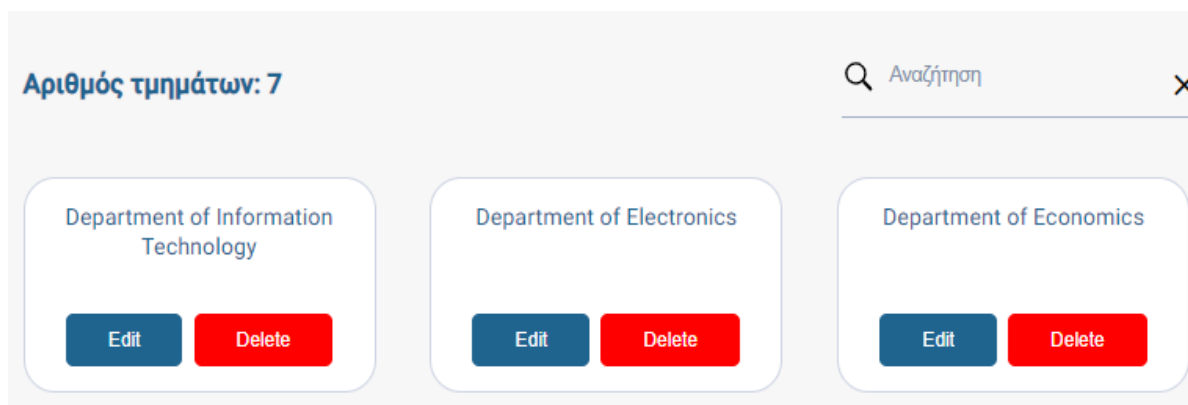 Αριθμός τμημάτων: 7
Αναζήτηση
Department of Information
Technology
Edit Delete
Department of Electronics
Edit Delete
Department of Economics
Edit Delete